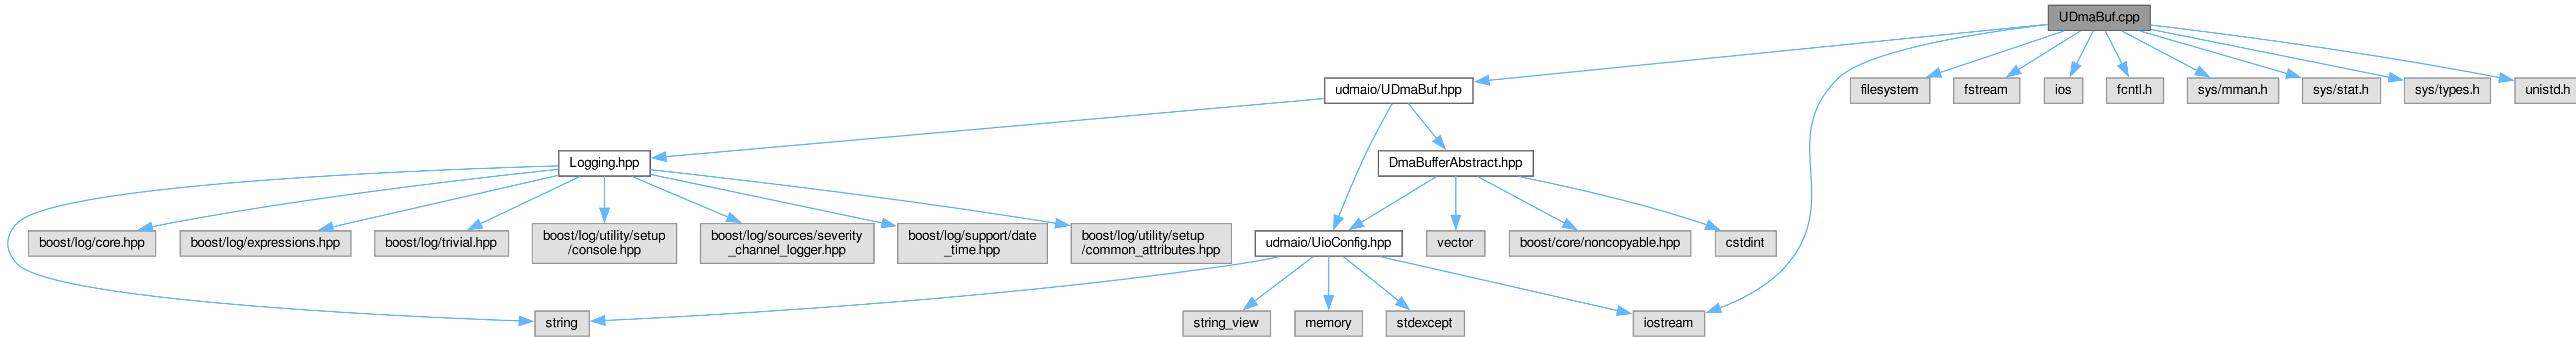 UDmaBuf.cpp
udmaio/UDmaBuf.hpp
filesystem
fstream
ios
fcntl.h
sys/mman.h
sys/stat.h
sys/types.h
unistd.h
Logging.hpp
DmaBufferAbstract.hpp
boost/log/core.hpp
boost/log/expressions.hpp
boost/log/trivial.hpp
boost/log/utility/setup
/console.hpp
boost/log/sources/severity
_channel_logger.hpp
boost/log/support/date
_time.hpp
boost/log/utility/setup
/common_attributes.hpp
udmaio/UioConfig.hpp
vector
boost/core/noncopyable.hpp
cstdint
string
string_view
memory
stdexcept
iostream